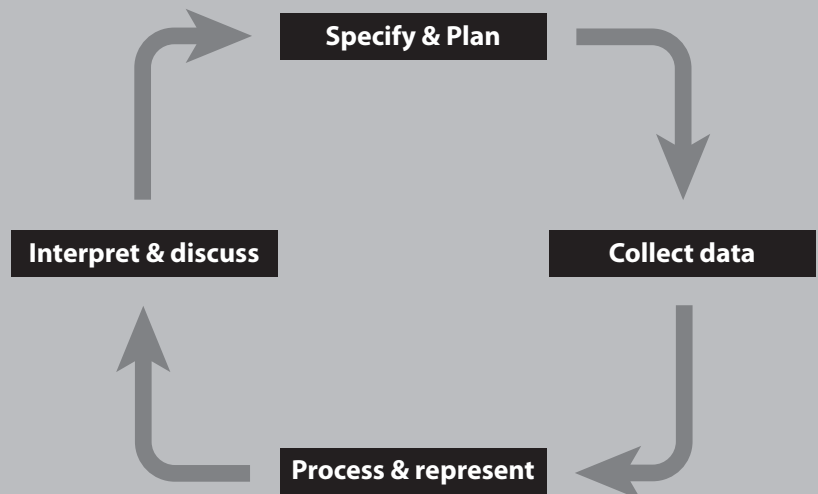 Specify & Plan
Interpret & discuss
Collect data
Process & represent